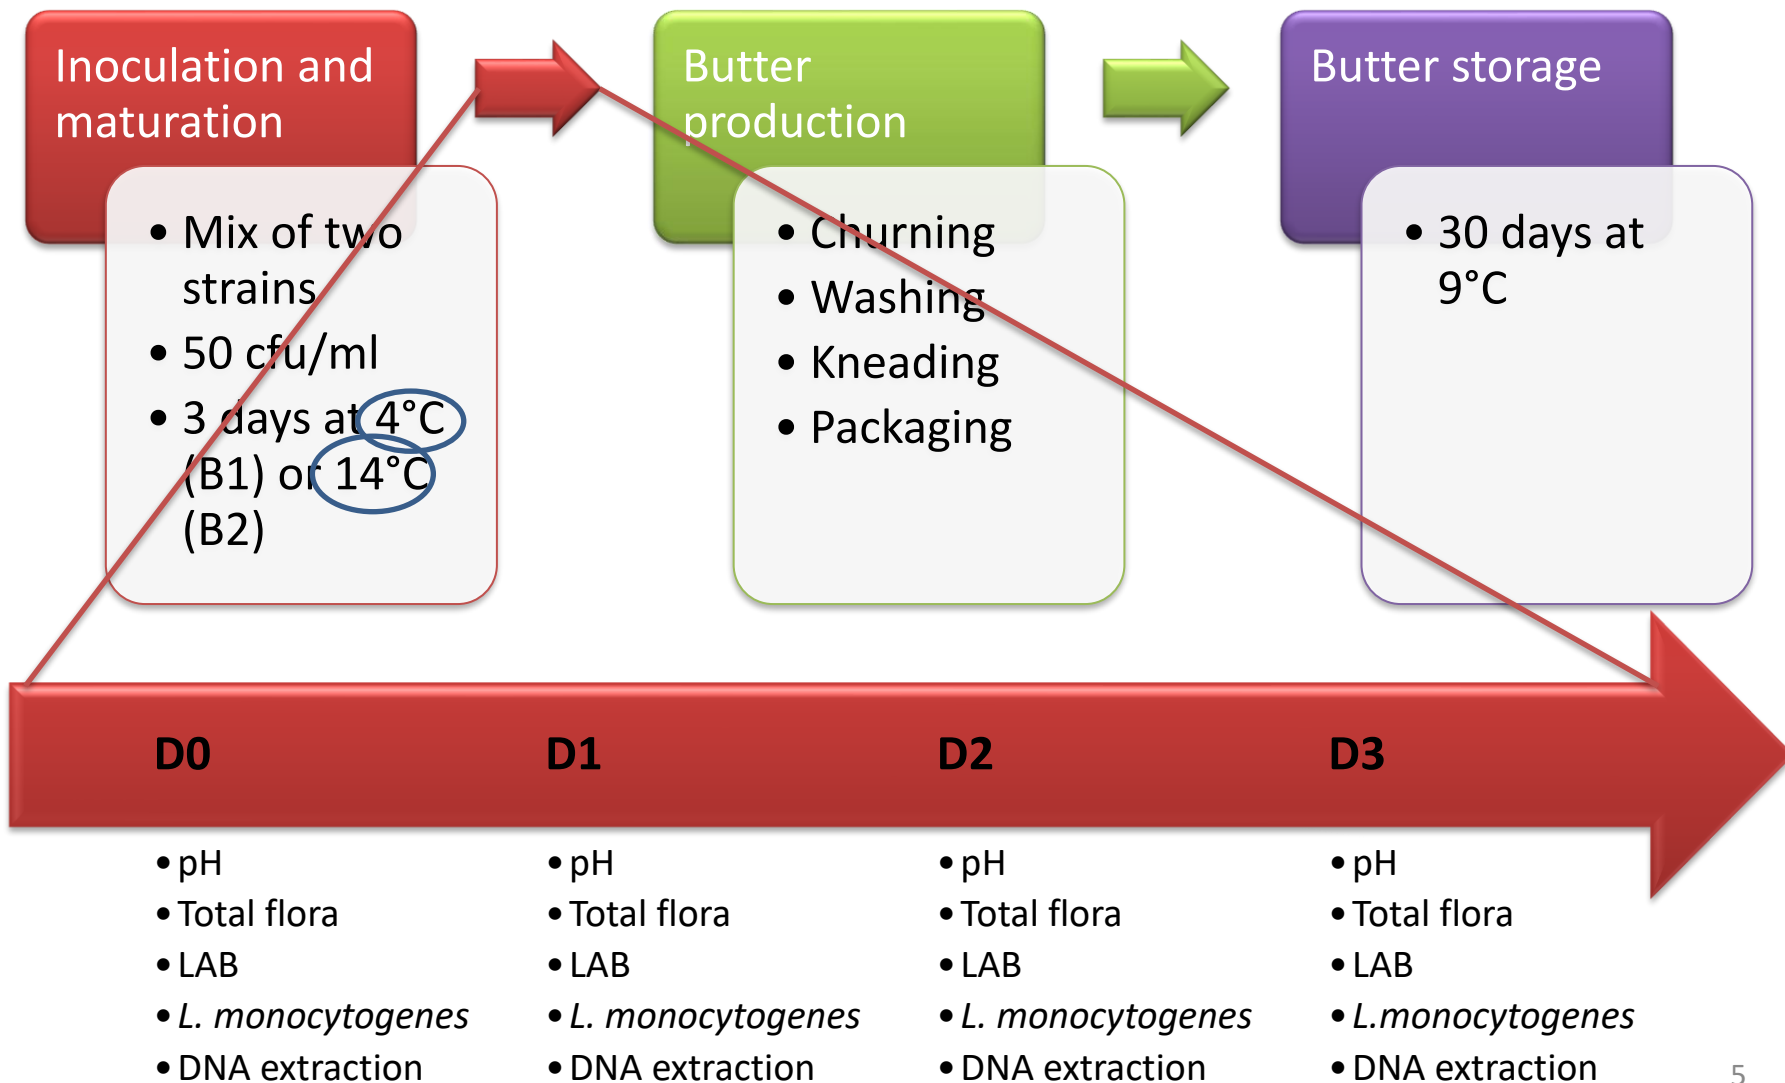 Inoculation and
maturation
• Mix of two
strains
• 50 cfu/ml
• 3 days at 4°C
(B1) or 14°C
(B2)
Butter
production
• Churning
• Washing
• Kneading
• Packaging
Butter storage
• 30 days at
9°C
D0
D1
D2
D3
• pH
• Total flora
• LAB
• L. monocytogenes
• DNA extraction
• pH
• Total flora
• LAB
• L. monocytogenes
• DNA extraction
• pH
• Total flora
• LAB
• L. monocytogenes
• DNA extraction
• pH
• Total flora
• LAB
• L.monocytogenes
• DNA extraction
5